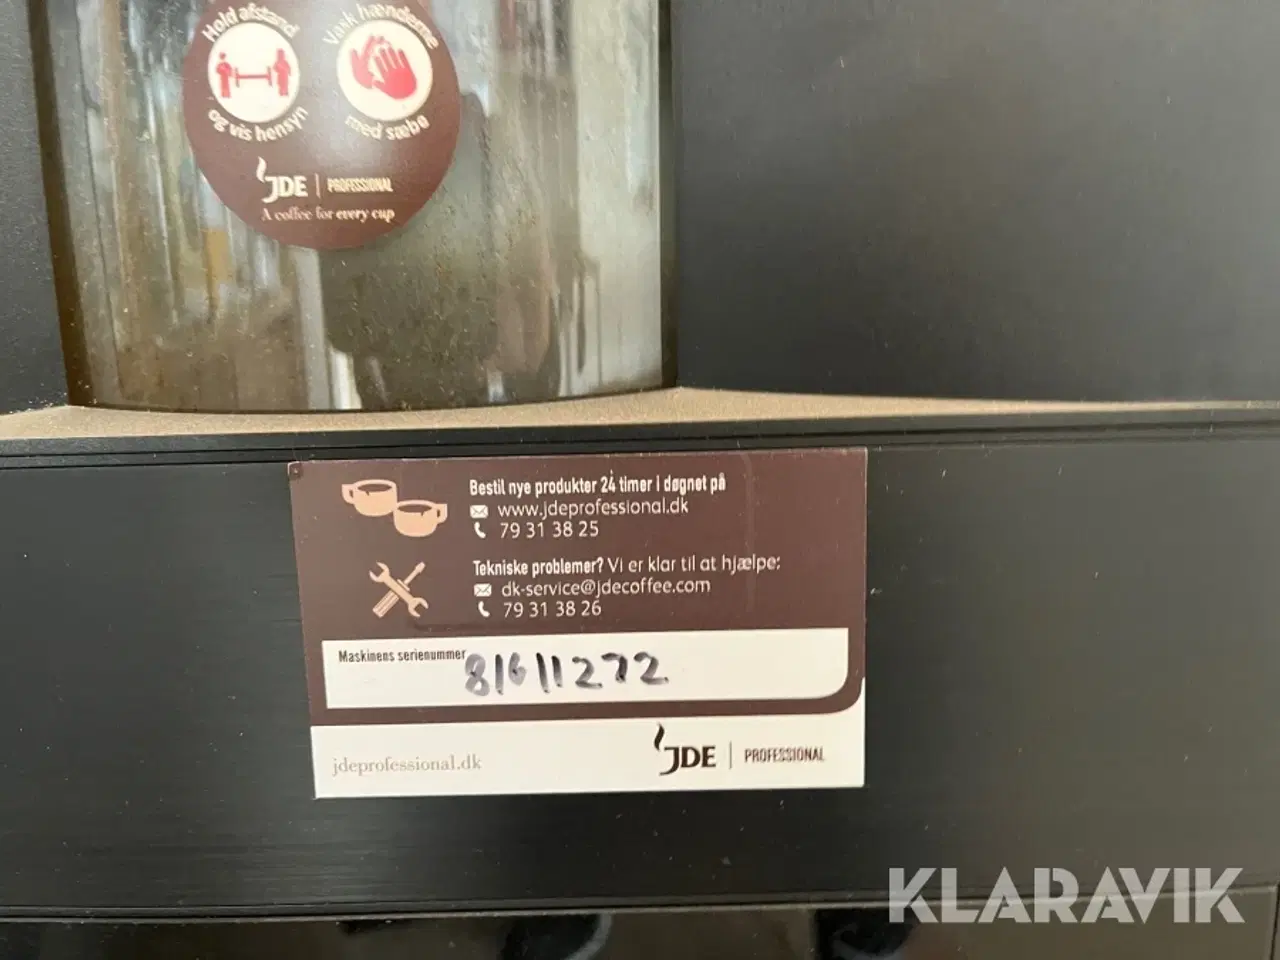 Hold afstand
og vis hensyn
Vask hænderne
med sæbe
JDE | PROFESSIONAL
A coffee for every cup
Bestil nye produkter 24 timer i døgnet på
www.jdeprofessional.dk
79 31 38 25
Tekniske problemer? Vi er klar til at hjælpe:
dk-service@jdecoffee.com
79 31 38 26
Maskinens serienummer 81611272
jdeprofessional.dk
JDE | PROFESSIONAL
KLARAVIK